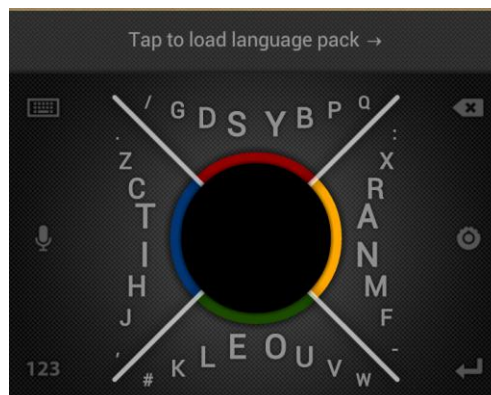 Tap to load language pack →
/ G D S Y B P Q
. Z C T I H J ,
: X R A N M F -
# K L E O U V W
123